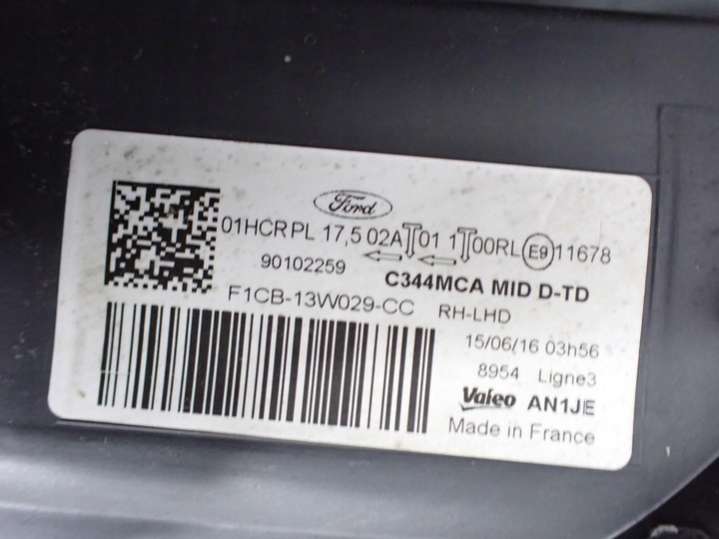 Ford
01HCR PL 17,5 02A 01 1 00RL E9 11678
90102259
C344MCA MID D-TD
F1CB-13W029-CC RH-LHD
15/06/16 03h56
8954 Ligne3
Valeo AN1JE
Made in France